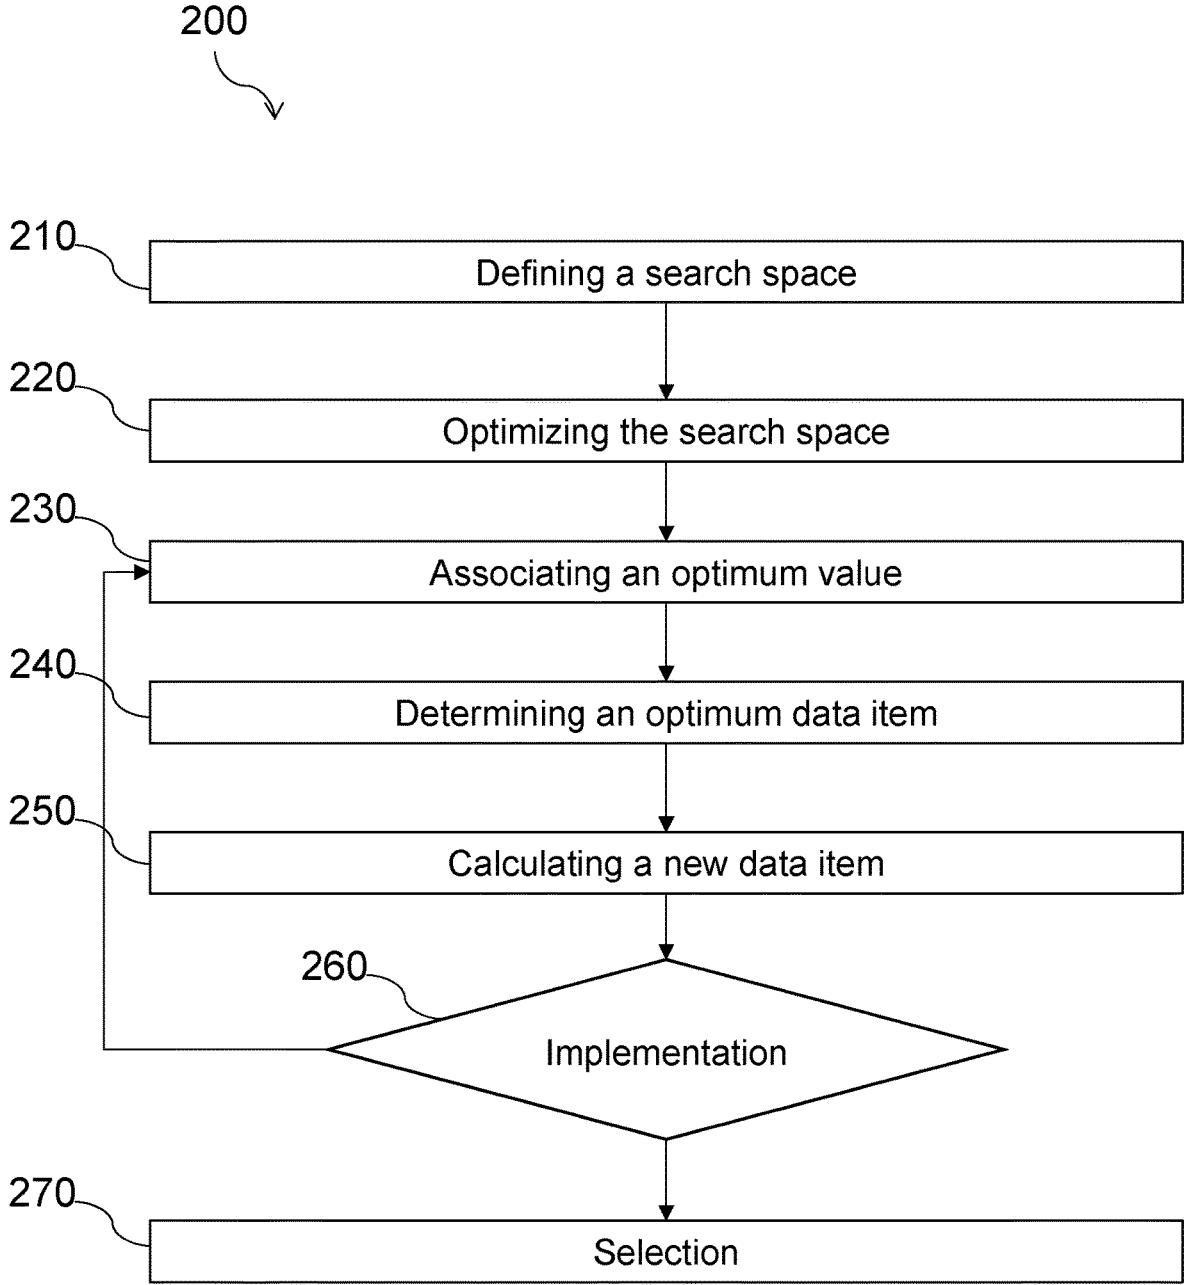 200
210
Defining a search space
220
Optimizing the search space
230
Associating an optimum value
240
Determining an optimum data item
250
Calculating a new data item
260
Implementation
270
Selection